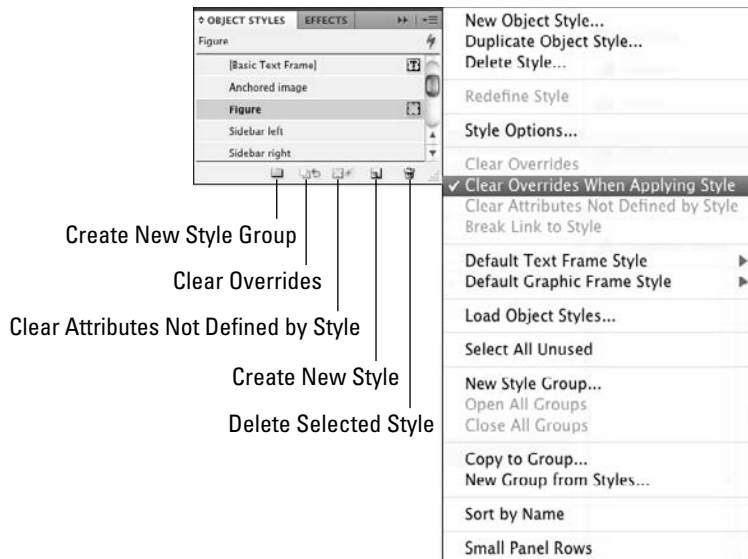 OBJECT STYLES
EFFECTS
Figure
[Basic Text Frame]
Anchored image
Figure
Sidebar left
Sidebar right
Create New Style Group
Clear Overrides
Clear Attributes Not Defined by Style
Create New Style
Delete Selected Style
New Object Style...
Duplicate Object Style...
Delete Style...
Redefine Style
Style Options...
Clear Overrides
✓ Clear Overrides When Applying Style
Clear Attributes Not Defined by Style
Break Link to Style
Default Text Frame Style
Default Graphic Frame Style
Load Object Styles...
Select All Unused
New Style Group...
Open All Groups
Close All Groups
Copy to Group...
New Group from Styles...
Sort by Name
Small Panel Rows